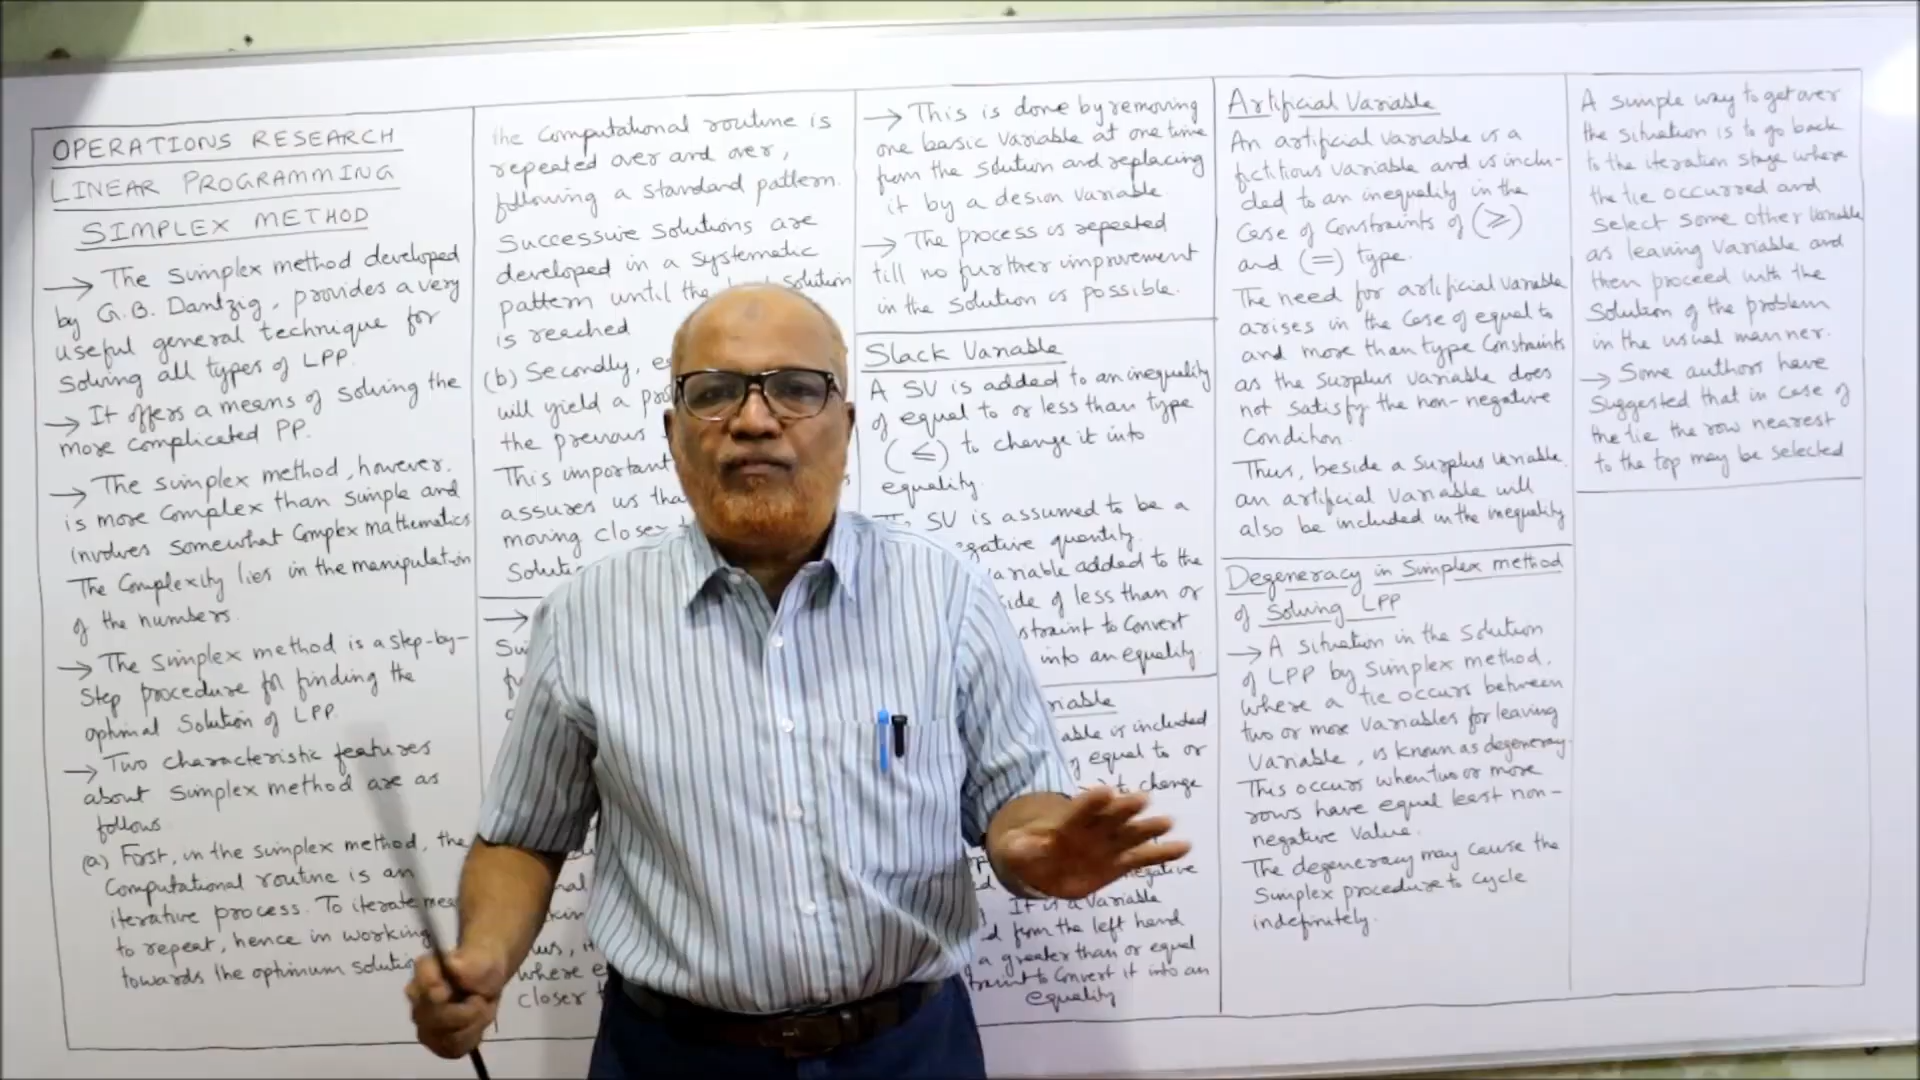 OPERATIONS RESEARCH
LINEAR PROGRAMMING
SIMPLEX METHOD
→ The simplex method developed
by G.B. Dantzig, provides a very
useful general technique for
solving all types of LPP.
→ It offers a means of solving the
more complicated PP.
→ The simplex method, however,
is more complex than simple and
involves somewhat complex mathematics
The complexity lies in the manipulation
of the numbers.
→ The simplex method is a step-by-
step procedure for finding the
optimal solution of LPP.
→ Two characteristic features
about simplex method are as
follows
(a) First, in the simplex method, the
computational routine is an
iterative process. To iterate
to repeat, hence in working
towards the optimum
the computational routine is
repeated over and over,
following a standard pattern.
Successive solutions are
developed in a systematic
pattern until the solution
is reached
(b) Secondly,
will yield a
the previous
This important
assures us
moving closer
→
where
closer
→ This is done by removing
one basic variable at one time
from the solution and replacing
it by a design variable
→ The process is repeated
till no further improvement
in the solution is possible.
Slack Variable
A SV is added to an inequality
of equal to or less than type
(≤) to change it into
equality.
SV is assumed to be a
quantity.
added to the
of less than or
to convert
into an equality.
is included
equal to or
to change
It is a variable
from the left hand
a greater than or equal
to convert it into an
equality
Artificial Variable
An artificial variable is a
fictitious variable and is inclu-
ded to an inequality in the
case of constraints of (≥)
and (=) type.
The need for artificial variable
arises in the case of equal to
and more than type constraints
as the surplus variable does
not satisfy the non-negative
condition.
Thus, beside a surplus variable,
an artificial variable will
also be included in the inequality
Degeneracy in Simplex method
of Solving LPP
→ A situation in the solution
of LPP by simplex method,
where a tie occurs between
two or more variables for leaving
variable, is known as degeneracy.
This occurs when two or more
rows have equal least non-
negative value.
The degeneracy may cause the
simplex procedure to cycle
indefinitely.
A simple way to get over
the situation is to go back
to the iteration stage where
the tie occurred and
select some other variable
as leaving variable and
then proceed with the
solution of the problem
in the usual manner.
→ Some authors have
suggested that in case of
the tie the row nearest
to the top may be selected